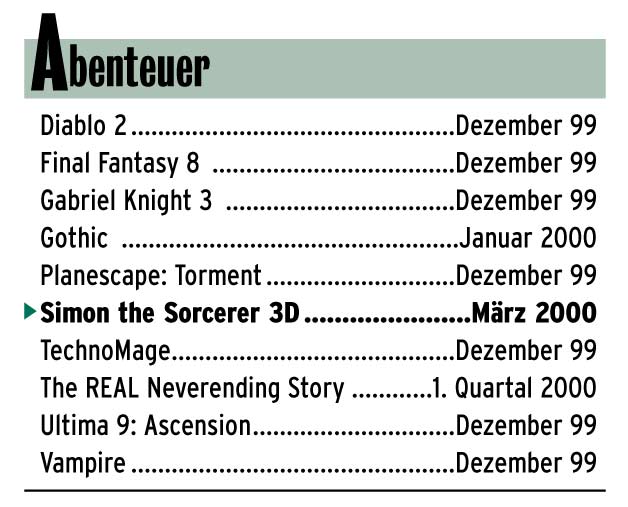 Abenteuer
Diablo 2................................................Dezember 99
Final Fantasy 8 ....................................Dezember 99
Gabriel Knight 3 ..................................Dezember 99
Gothic ..................................................Januar 2000
Planescape: Torment............................Dezember 99
Simon the Sorcerer 3D......................März 2000
TechnoMage..........................................Dezember 99
The REAL Neverending Story ............1. Quartal 2000
Ultima 9: Ascension..............................Dezember 99
Vampire ................................................Dezember 99